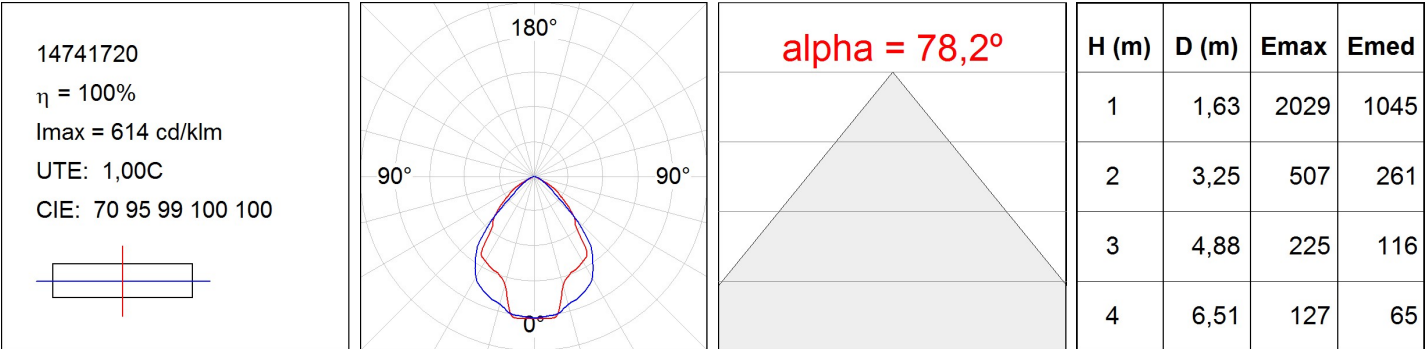 14741720
η = 100%
Imax = 614 cd/klm
UTE: 1,00C
CIE: 70 95 99 100 100
180°
90° 90°
0°
alpha = 78,2º
H (m) D (m) Emax Emed
1 1,63 2029 1045
2 3,25 507 261
3 4,88 225 116
4 6,51 127 65